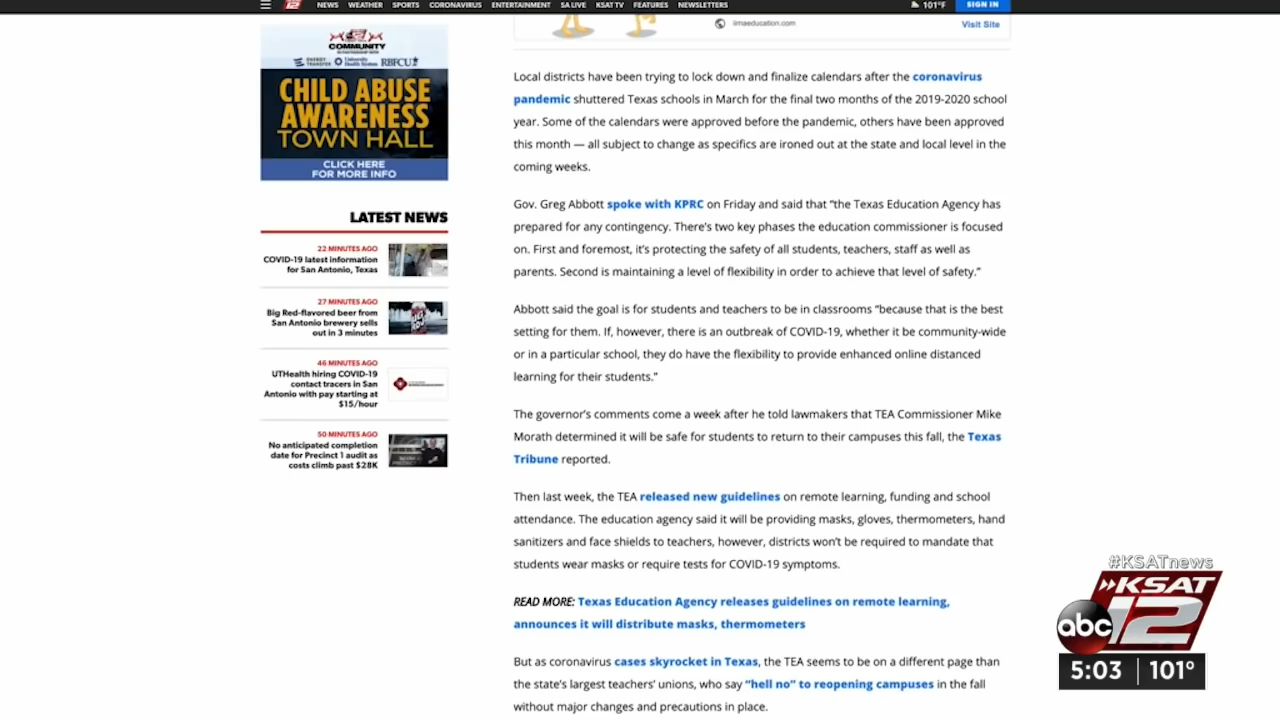 12
NEWS WEATHER SPORTS CORONAVIRUS ENTERTAINMENT SA LIVE KSAT TV FEATURES NEWSLETTERS
101°F
SIGN IN
limaeducation.com
Visit Site
COMMUNITY
ENERGY TRANSFER
University Health System
RBFCU
CHILD ABUSE
AWARENESS
TOWN HALL
CLICK HERE
FOR MORE INFO
LATEST NEWS
22 MINUTES AGO
COVID-19 latest information
for San Antonio, Texas
27 MINUTES AGO
Big Red-flavored beer from
San Antonio brewery sells
out in 3 minutes
46 MINUTES AGO
UTHealth hiring COVID-19
contact tracers in San
Antonio with pay starting at
$15/hour
50 MINUTES AGO
No anticipated completion
date for Precinct 1 audit as
costs climb past $28K
Local districts have been trying to lock down and finalize calendars after the coronavirus
pandemic shuttered Texas schools in March for the final two months of the 2019-2020 school
year. Some of the calendars were approved before the pandemic, others have been approved
this month — all subject to change as specifics are ironed out at the state and local level in the
coming weeks.
Gov. Greg Abbott spoke with KPRC on Friday and said that “the Texas Education Agency has
prepared for any contingency. There’s two key phases the education commissioner is focused
on. First and foremost, it’s protecting the safety of all students, teachers, staff as well as
parents. Second is maintaining a level of flexibility in order to achieve that level of safety.”
Abbott said the goal is for students and teachers to be in classrooms “because that is the best
setting for them. If, however, there is an outbreak of COVID-19, whether it be community-wide
or in a particular school, they do have the flexibility to provide enhanced online distanced
learning for their students.”
The governor’s comments come a week after he told lawmakers that TEA Commissioner Mike
Morath determined it will be safe for students to return to their campuses this fall, the Texas
Tribune reported.
Then last week, the TEA released new guidelines on remote learning, funding and school
attendance. The education agency said it will be providing masks, gloves, thermometers, hand
sanitizers and face shields to teachers, however, districts won’t be required to mandate that
students wear masks or require tests for COVID-19 symptoms.
READ MORE: Texas Education Agency releases guidelines on remote learning,
announces it will distribute masks, thermometers
But as coronavirus cases skyrocket in Texas, the TEA seems to be on a different page than
the state’s largest teachers’ unions, who say “hell no” to reopening campuses in the fall
without major changes and precautions in place.
#KSATnews
KSAT
abc 12
5:03 101°